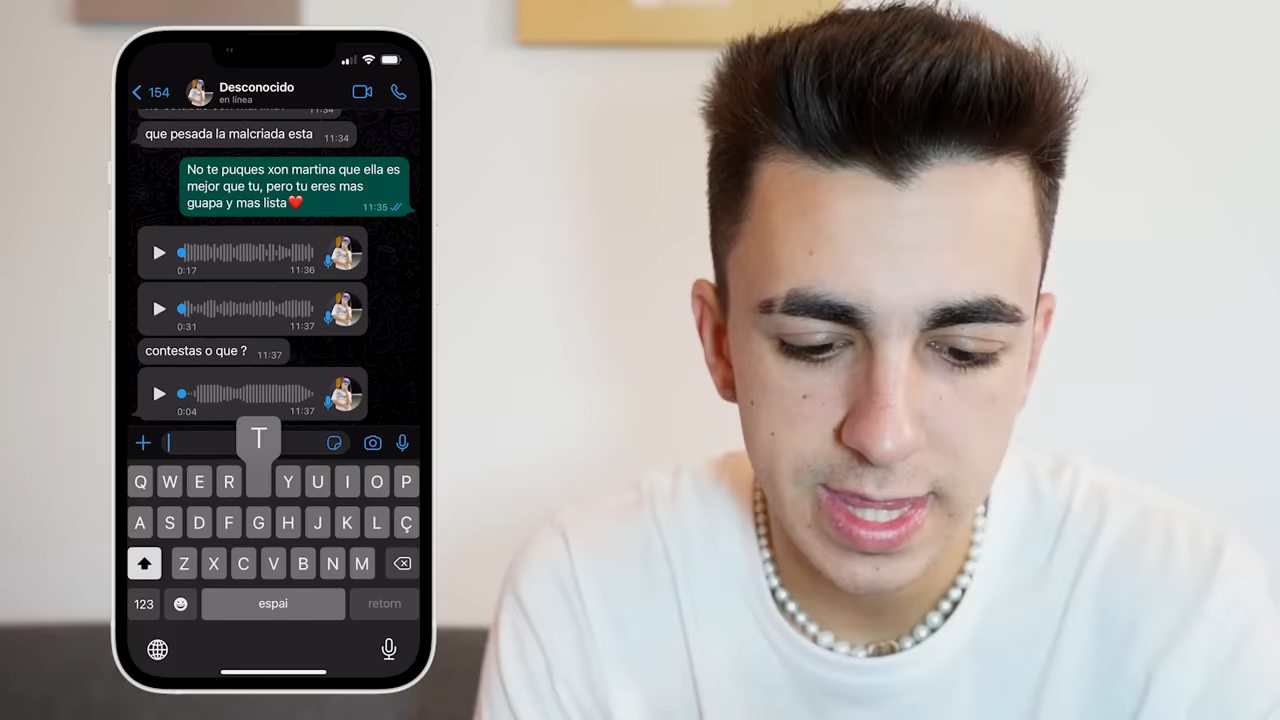 154
Desconocido
en línea
11:34
que pesada la malcriada esta
11:34
No te puques xon martina que ella es
mejor que tu, pero tu eres mas
guapa y mas lista❤️
11:35
0:17
11:36
0:31
11:37
contestas o que ?
11:37
0:04
11:37
T
Q W E R Y U I O P
A S D F G H J K L Ç
Z X C V B N M
123
espai
retorn